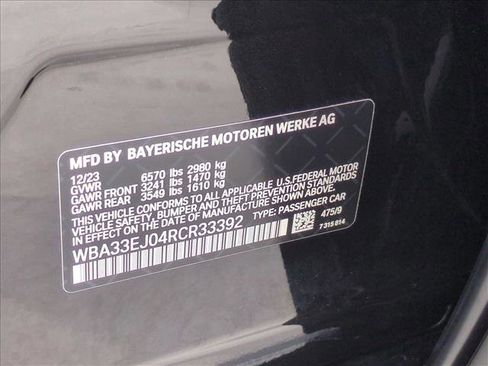 MFD BY BAYERISCHE MOTOREN WERKE AG
12/23 6570 lbs 2980 kg
GVWR
GAWR FRONT 3241 lbs 1470 kg
GAWR REAR 3549 lbs 1610 kg
THIS VEHICLE CONFORMS TO ALL APPLICABLE U.S.FEDERAL MOTOR
VEHICLE SAFETY, BUMPER AND THEFT PREVENTION STANDARDS
IN EFFECT ON THE DATE OF MANUFACTURE SHOWN ABOVE.
WBA33EJ04RCR33392 TYPE: PASSENGER CAR
475/9
7 315 814